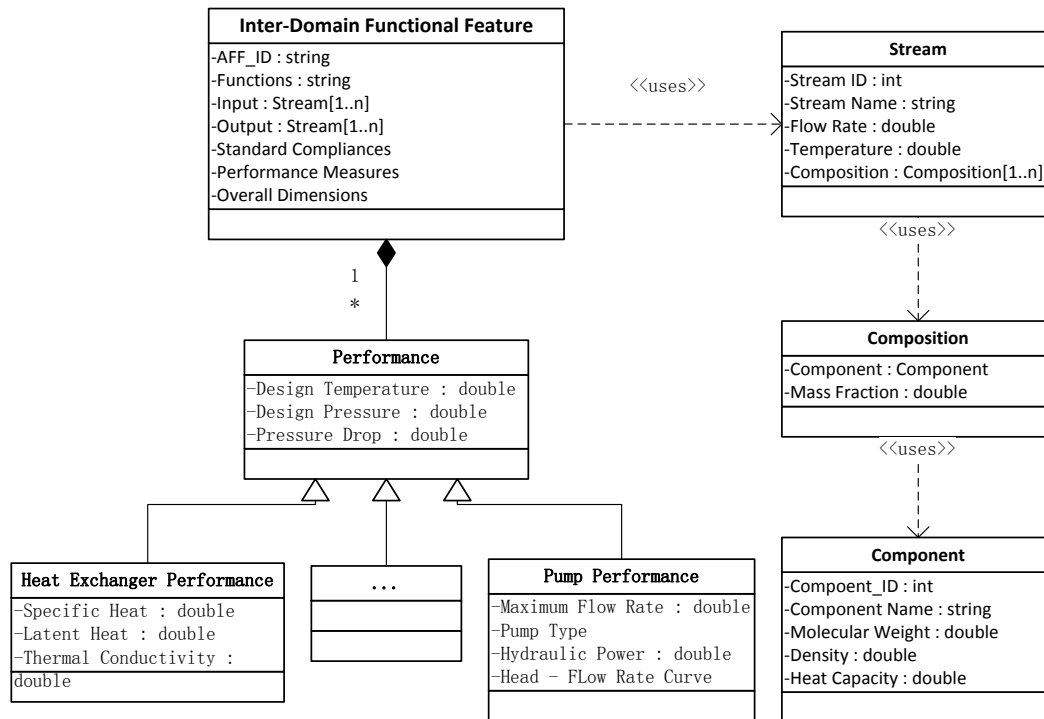 Inter-Domain Functional Feature
-AFF_ID : string
-Functions : string
-Input : Stream[1..n]
-Output : Stream[1..n]
-Standard Compliances
-Performance Measures
-Overall Dimensions
<<uses>>
Stream
-Stream ID : int
-Stream Name : string
-Flow Rate : double
-Temperature : double
-Composition : Composition[1..n]
<<uses>>
1
*
Performance
-Design Temperature : double
-Design Pressure : double
-Pressure Drop : double
Composition
-Component : Component
-Mass Fraction : double
<<uses>>
Heat Exchanger Performance
-Specific Heat : double
-Latent Heat : double
-Thermal Conductivity :
double
...
Pump Performance
-Maximum Flow Rate : double
-Pump Type
-Hydraulic Power : double
-Head - FLow Rate Curve
Component
-Compoent_ID : int
-Component Name : string
-Molecular Weight : double
-Density : double
-Heat Capacity : double